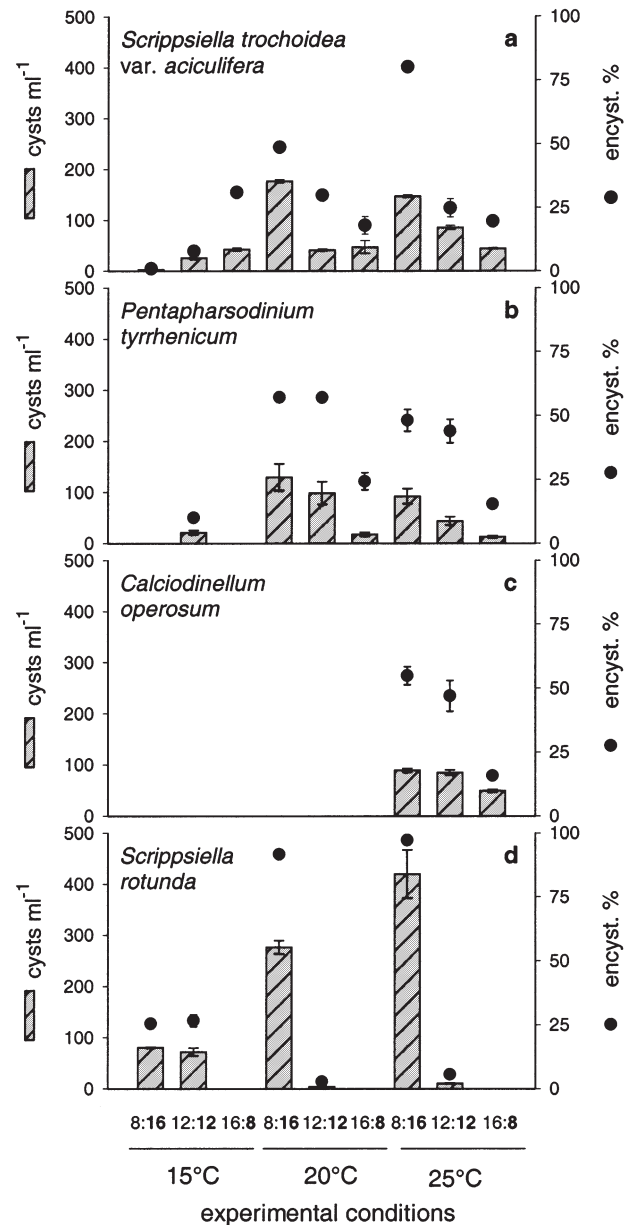 500
400
300
200
100
0
cysts ml-1
Scrippsiella trochoidea
var. aciculifera
a
100
75
50
25
0
encyst. %
500
400
300
200
100
0
cysts ml-1
Pentapharsodinium
tyrrhenicum
b
100
75
50
25
0
encyst. %
500
400
300
200
100
0
cysts ml-1
Calciodinellum
operosum
c
100
75
50
25
0
encyst. %
500
400
300
200
100
0
cysts ml-1
Scrippsiella
rotunda
d
100
75
50
25
0
encyst. %
8:16 12:12 16:8 8:16 12:12 16:8 8:16 12:12 16:8
15°C 20°C 25°C
experimental conditions